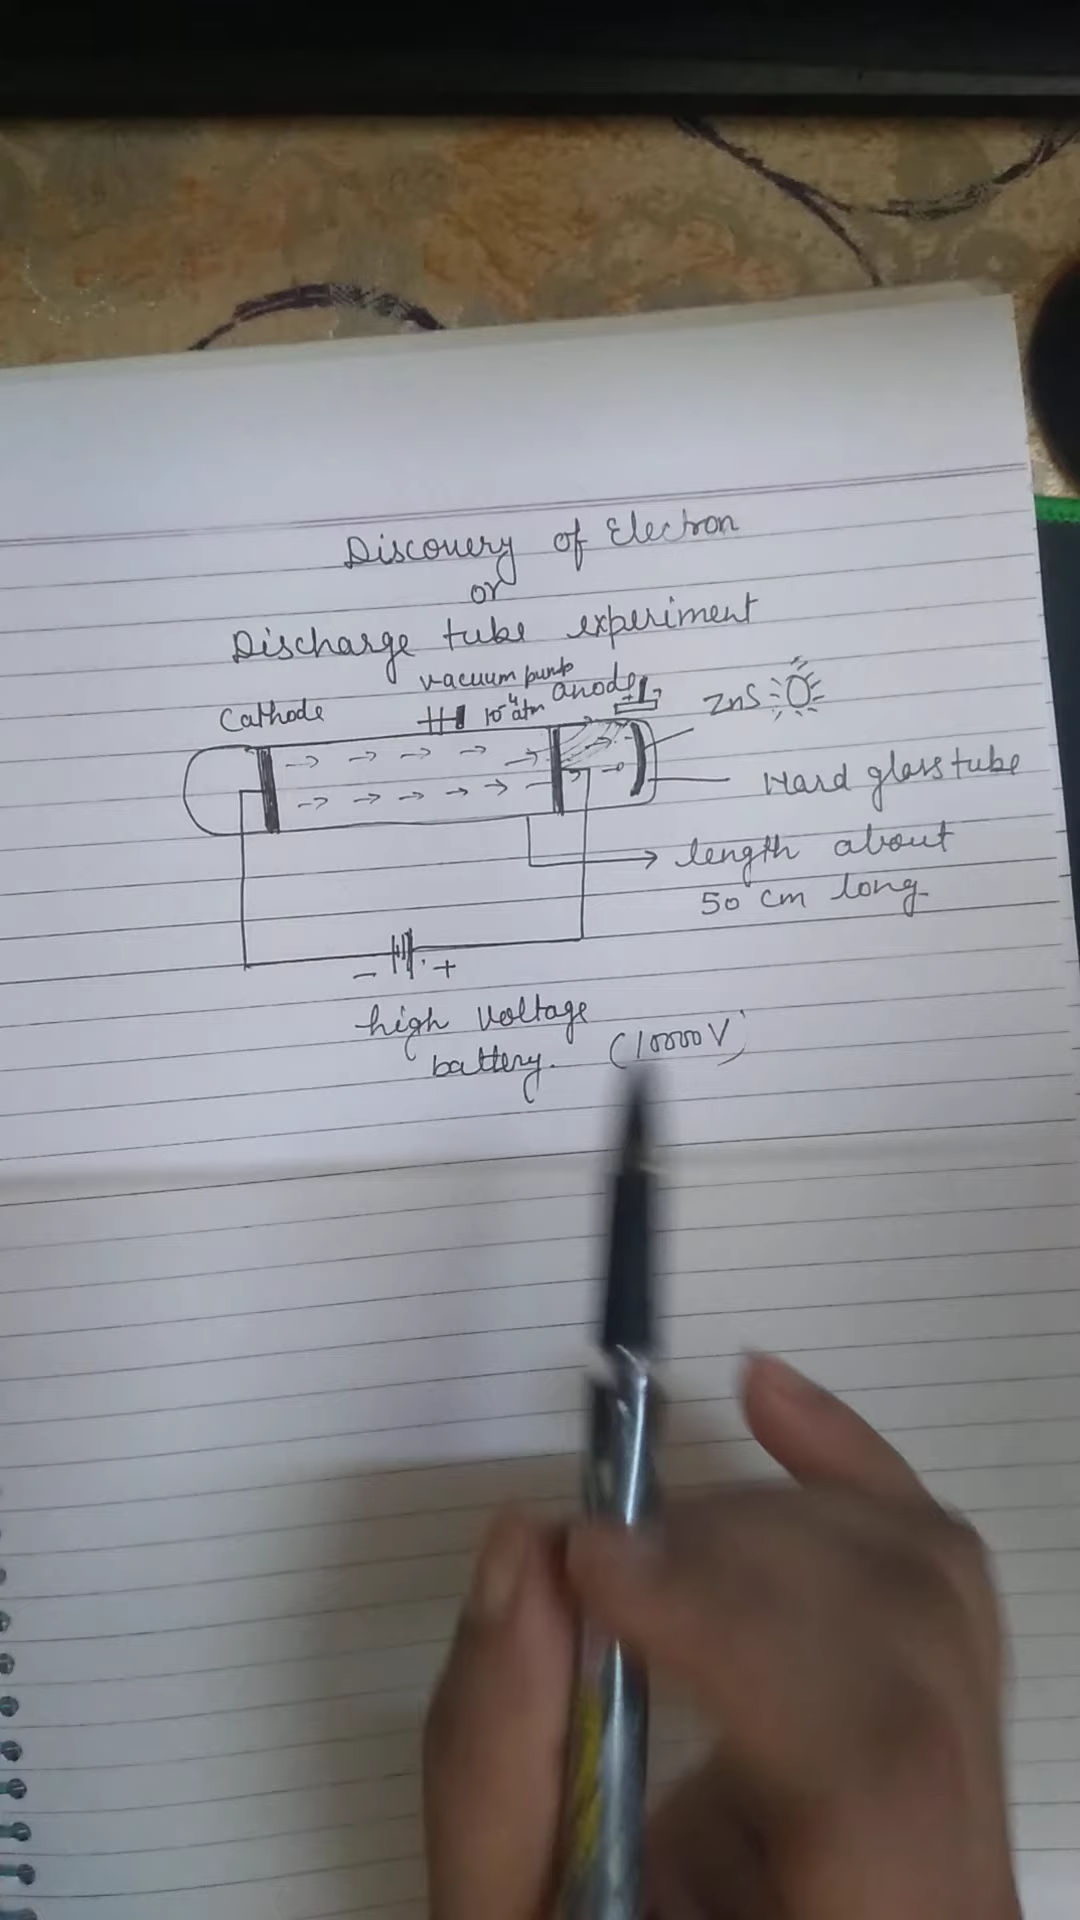 Discovery of Electron
or
Discharge tube experiment
vacuum pump
Cathode
10⁻⁴ atm
anode
ZnS
Hard glass tube
length about
50 cm long
- +
high voltage
battery. (10000V)